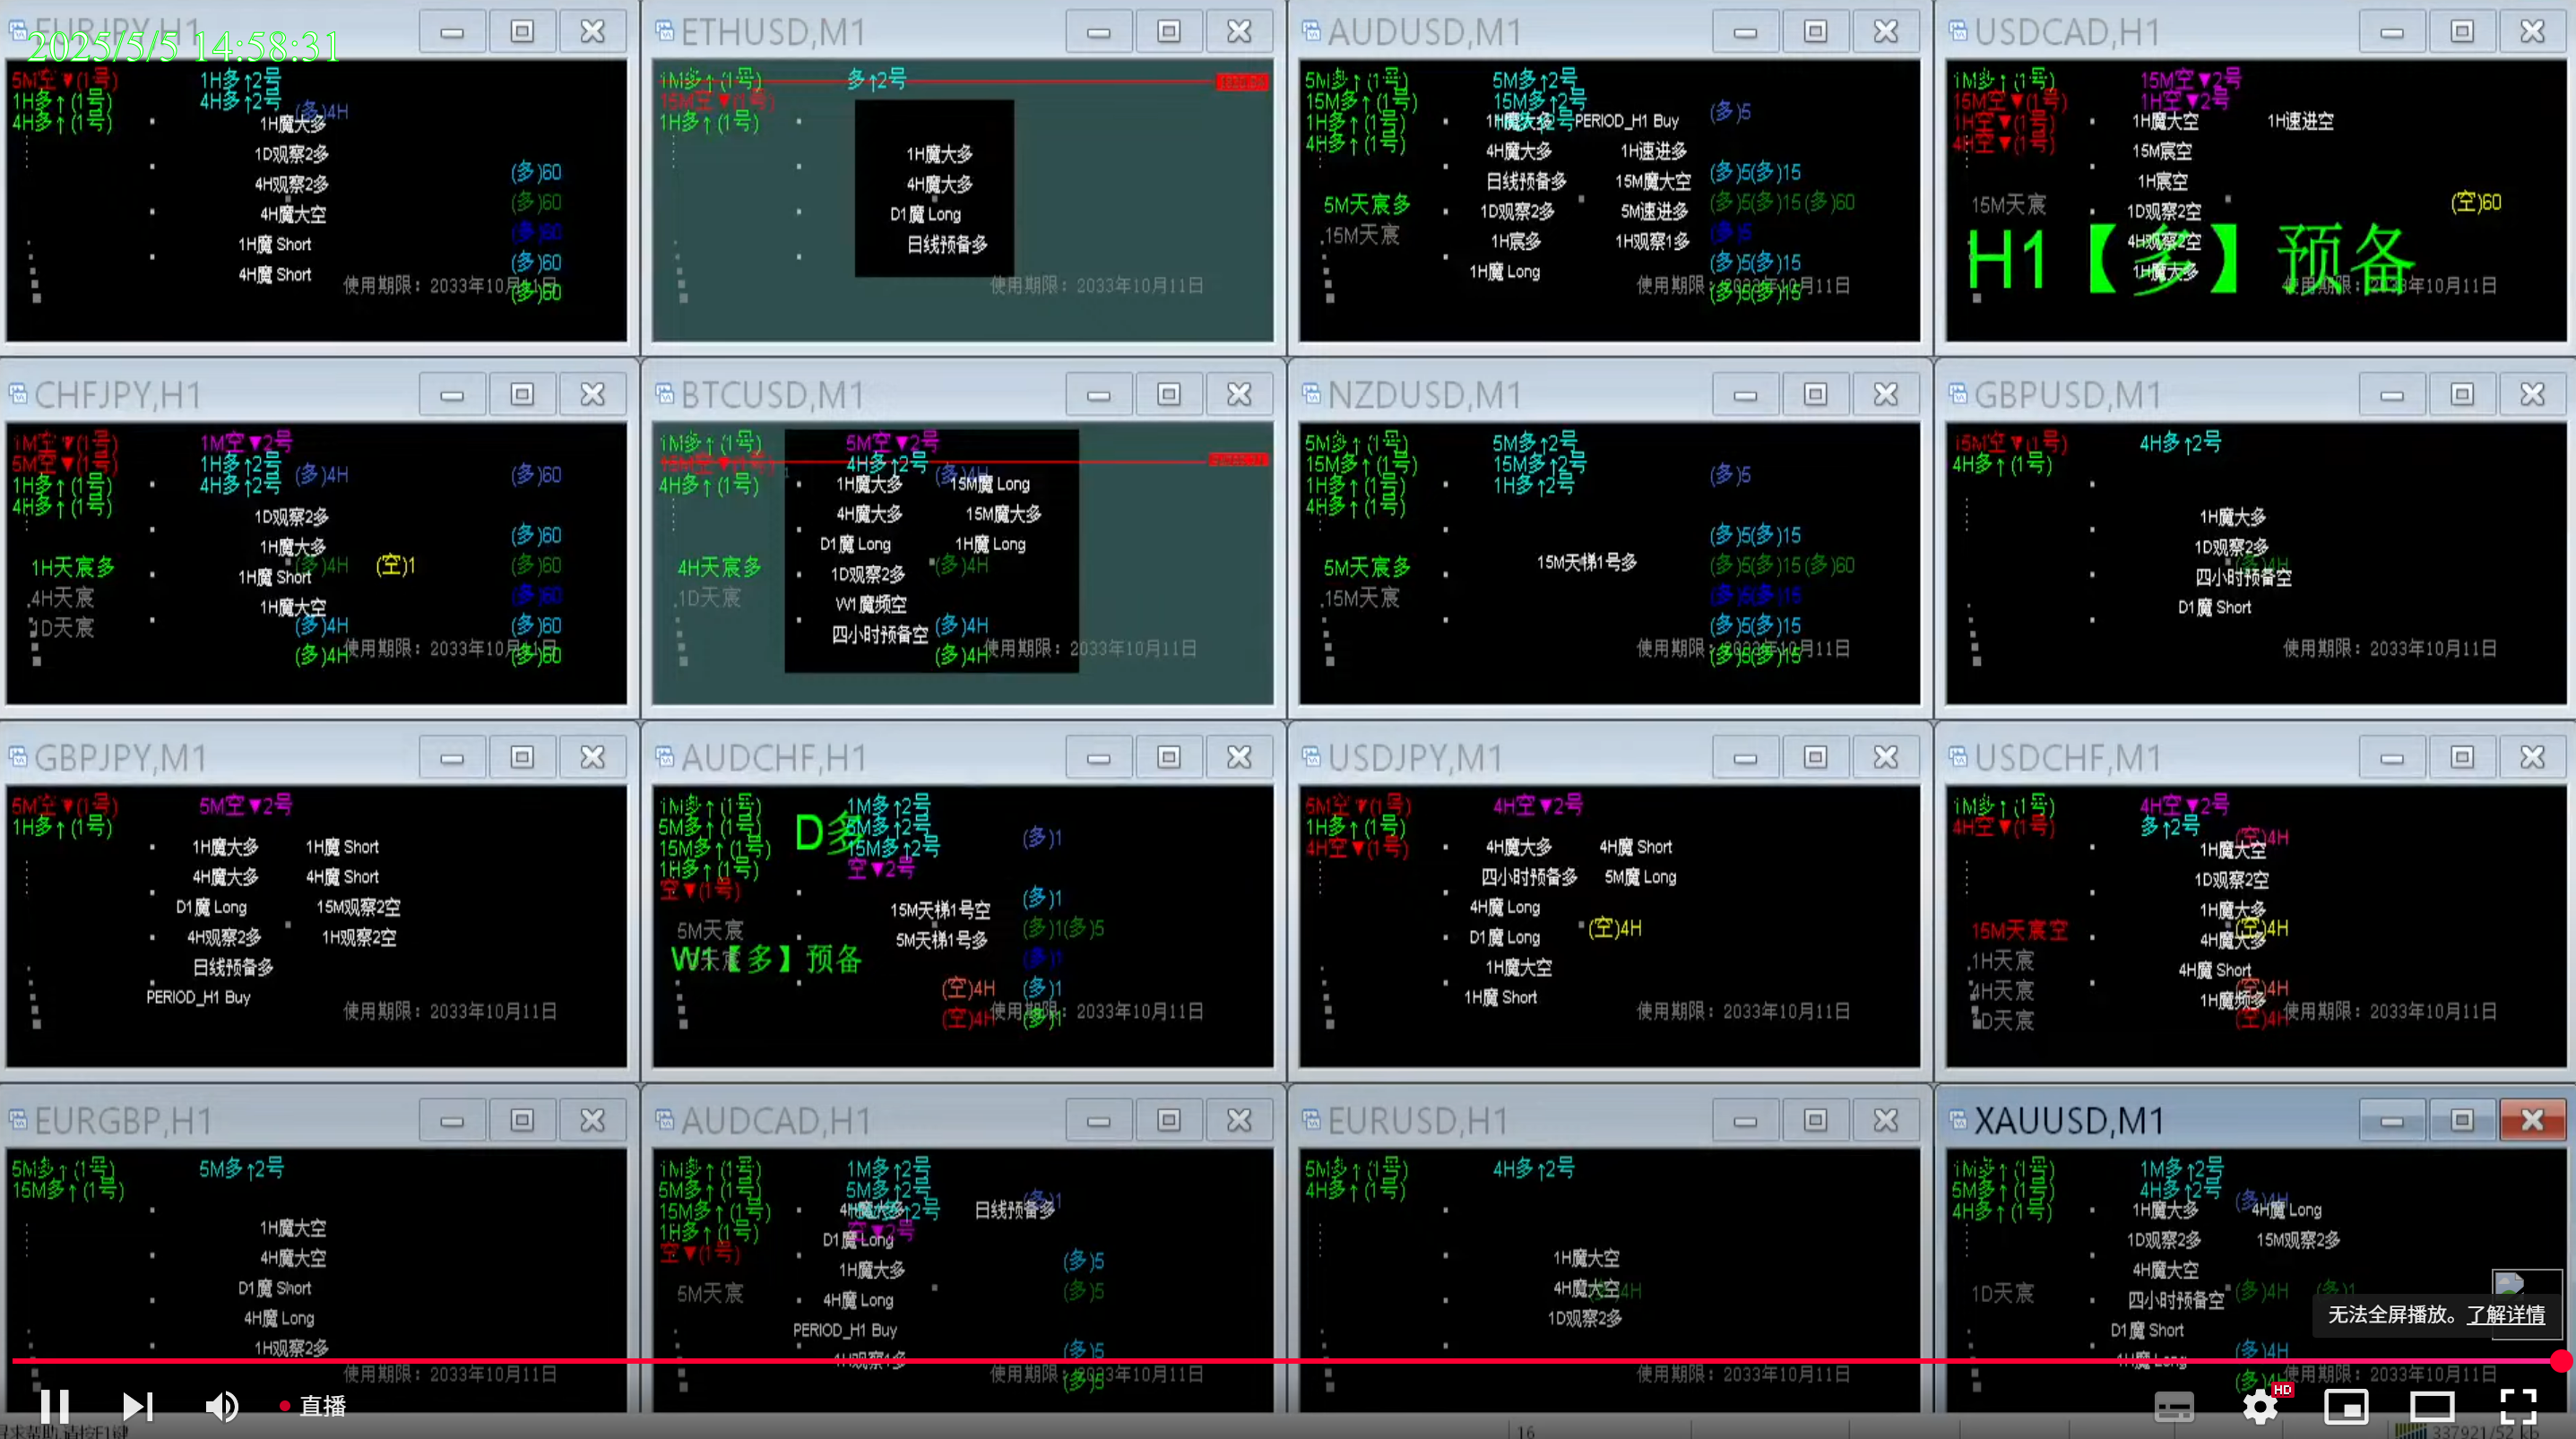 EURJPY,H1
2025/5/5 14:58:31
5M空▼(1号)
1H多↑2号
1H多↑(1号)
4H多↑2号
(多)4H
4H多↑(1号)
1H魔大多
1D观察2多
(多)60
4H观察2多
(多)60
4H魔大空
(多)60
1H魔 Short
(多)60
4H魔 Short
使用期限：2033年10月11日
(多)60
ETHUSD,M1
1M多↑(1号)
多↑2号
15M空▼(1号)
1H多↑(1号)
1H魔大多
4H魔大多
D1魔 Long
日线预备多
使用期限：2033年10月11日
AUDUSD,M1
5M多↑(1号)
5M多↑2号
15M多↑(1号)
15M多↑2号
(多)5
1H多↑(1号)
1H魔大多
PERIOD_H1 Buy
4H多↑(1号)
4H魔大多
1H速进多
日线预备多
15M魔大空
(多)5(多)15
5M天宸多
1D观察2多
5M速进多
(多)5(多)15(多)60
.15M天宸
1H宸多
1H观察1多
(多)5
1H魔 Long
(多)5(多)15
使用期限：2033年10月11日
(多)5(多)15
USDCAD,H1
1M多↑(1号)
15M空▼2号
15M空▼(1号)
1H空▼2号
1H空▼(1号)
1H魔大空
1H速进空
4H空▼(1号)
15M宸空
1H宸空
15M天宸
1D观察2空
(空)60
4H观察2空
H1【多】预备
1H魔大多
使用期限：2033年10月11日
CHFJPY,H1
1M空▼(1号)
1M空▼2号
5M空▼(1号)
1H多↑2号
(多)4H
(多)60
1H多↑(1号)
4H多↑2号
4H多↑(1号)
1D观察2多
(多)60
1H魔大多
1H天宸多
(多)4H
(空)1
(多)60
1H魔 Short
.4H天宸
(多)60
1H魔大空
1D天宸
(多)4H
(多)60
(多)4H
使用期限：2033年10月11日
(多)60
BTCUSD,M1
1M多↑(1号)
5M空▼2号
15M空▼(1号)
4H多↑2号
(多)4H
4H多↑(1号)
1H魔大多
15M魔 Long
4H魔大多
15M魔大多
D1魔 Long
1H魔 Long
4H天宸多
1D观察2多
(多)4H
.1D天宸
W1魔频空
四小时预备空
(多)4H
(多)4H
使用期限：2033年10月11日
NZDUSD,M1
5M多↑(1号)
5M多↑2号
15M多↑(1号)
15M多↑2号
(多)5
1H多↑(1号)
1H多↑2号
4H多↑(1号)
(多)5(多)15
5M天宸多
15M天梯1号多
(多)5(多)15(多)60
.15M天宸
(多)5(多)15
(多)5(多)15
使用期限：2033年10月11日
(多)5(多)15
GBPUSD,M1
15M空▼(1号)
4H多↑2号
4H多↑(1号)
1H魔大多
1D观察2多
(多)4H
四小时预备空
D1魔 Short
使用期限：2033年10月11日
GBPJPY,M1
5M空▼(1号)
5M空▼2号
1H多↑(1号)
1H魔大多
1H魔 Short
4H魔大多
4H魔 Short
D1魔 Long
15M观察2空
4H观察2多
1H观察2空
日线预备多
PERIOD_H1 Buy
使用期限：2033年10月11日
AUDCHF,H1
1M多↑(1号)
1M多↑2号
5M多↑(1号)
D多
5M多↑2号
(多)1
15M多↑(1号)
15M多↑2号
1H多↑(1号)
空▼2号
空▼(1号)
15M天梯1号空
(多)1
5M天宸
5M天梯1号多
(多)1(多)5
W1【多】预备
(多)1
(空)4H
(多)1
(空)4H
使用期限：2033年10月11日
(多)1
USDJPY,M1
5M空▼(1号)
4H空▼2号
1H多↑(1号)
4H空▼(1号)
4H魔大多
4H魔 Short
四小时预备多
5M魔 Long
4H魔 Long
D1魔 Long
(空)4H
1H魔大空
1H魔 Short
使用期限：2033年10月11日
USDCHF,M1
1M多↑(1号)
4H空▼2号
4H空▼(1号)
多↑2号
(空)4H
1H魔大空
1D观察2空
1H魔大多
15M天宸空
(空)4H
4H魔大多
.1H天宸
4H魔 Short
4H天宸
(空)4H
1H魔频多
1D天宸
(空)4H
使用期限：2033年10月11日
EURGBP,H1
5M多↑(1号)
5M多↑2号
15M多↑(1号)
1H魔大空
4H魔大空
D1魔 Short
4H魔 Long
1H观察2多
使用期限：2033年10月11日
AUDCAD,H1
1M多↑(1号)
1M多↑2号
5M多↑(1号)
5M多↑2号
(多)1
15M多↑(1号)
4H魔大多
日线预备多
1H多↑(1号)
空▼2号
D1魔 Long
空▼(1号)
(多)5
1H魔大多
5M天宸
4H魔 Long
(多)5
PERIOD_H1 Buy
(多)5
1H观察1多
使用期限：2033年10月11日
(多)5
EURUSD,H1
5M多↑(1号)
4H多↑2号
4H多↑(1号)
1H魔大空
4H魔大空
1D观察2多
使用期限：2033年10月11日
XAUUSD,M1
1M多↑(1号)
1M多↑2号
5M多↑(1号)
4H多↑2号
(多)4H
4H多↑(1号)
1H魔大多
4H魔 Long
1D观察2多
15M观察2多
4H魔大空
1D天宸
四小时预备空
(多)4H
(多)1
D1魔 Short
(多)4H
1H魔 Long
使用期限：2033年10月11日
无法全屏播放。了解详情
直播
HD
16
337921/52 kb